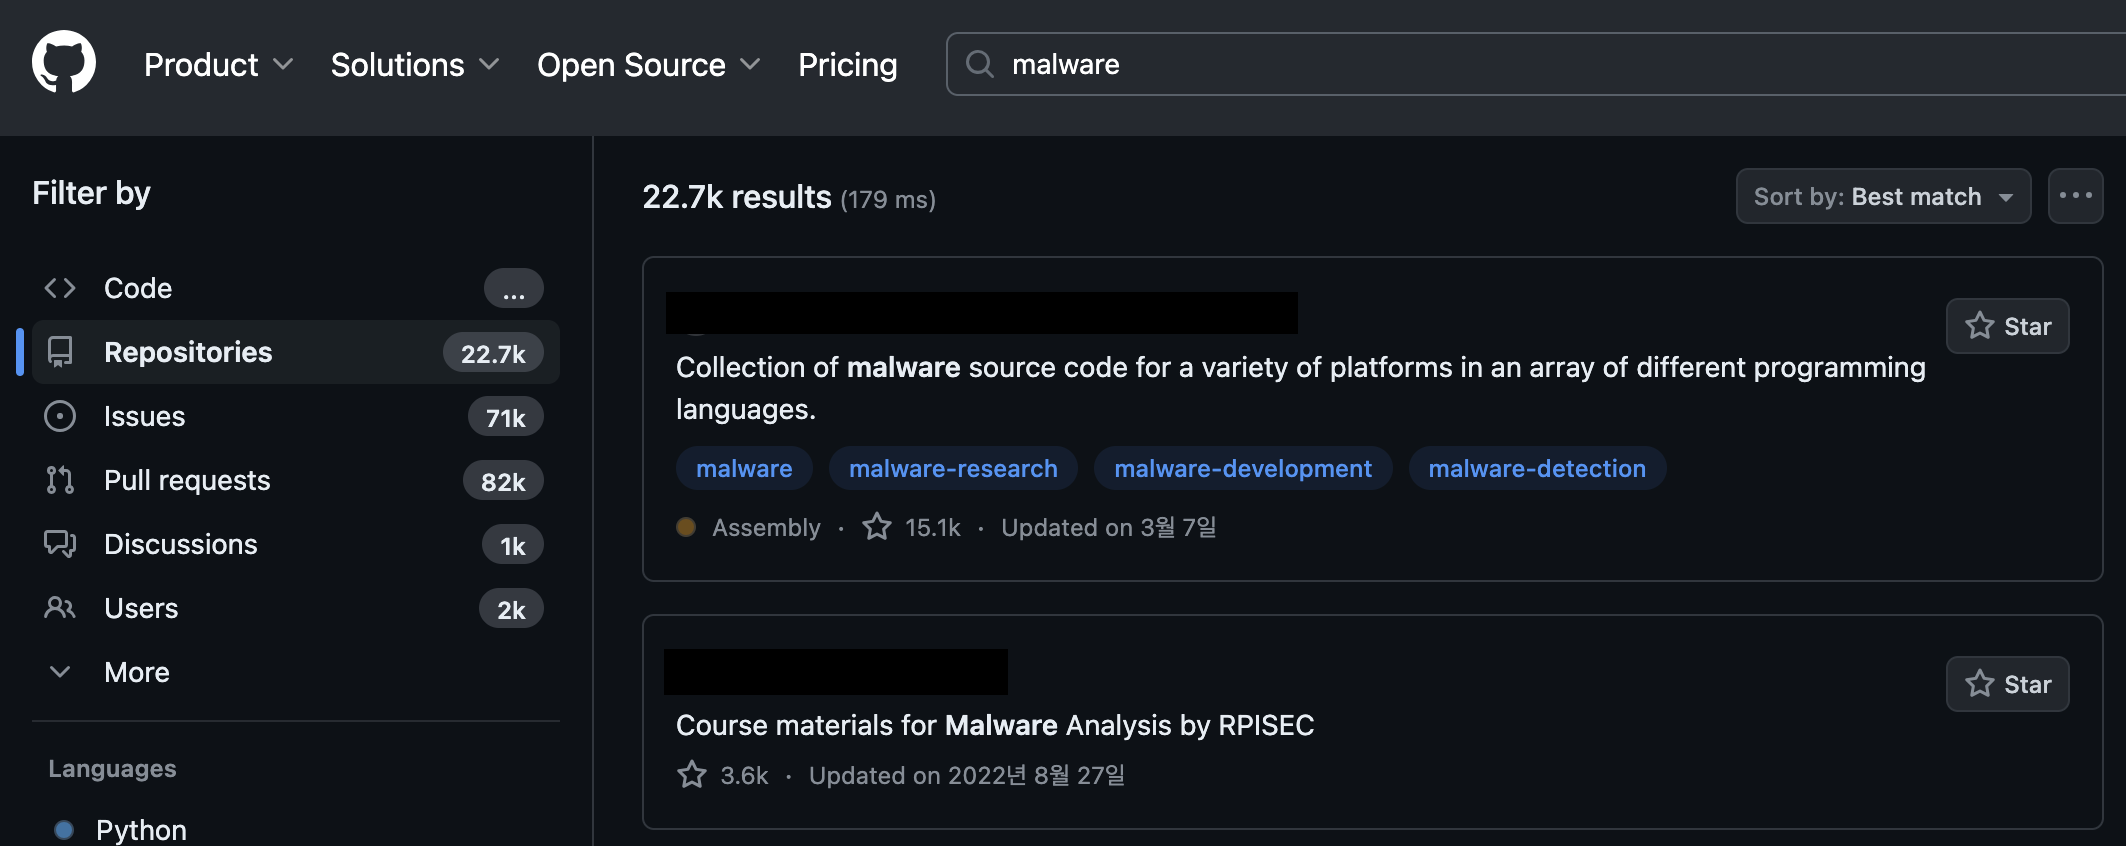 Product Solutions Open Source Pricing malware
Filter by
Code ...
Repositories 22.7k
Issues 71k
Pull requests 82k
Discussions 1k
Users 2k
More
Languages
Python
22.7k results (179 ms)
Sort by: Best match
Star
Collection of malware source code for a variety of platforms in an array of different programming
languages.
malware malware-research malware-development malware-detection
Assembly · 15.1k · Updated on 3월 7일
Star
Course materials for Malware Analysis by RPISEC
3.6k · Updated on 2022년 8월 27일